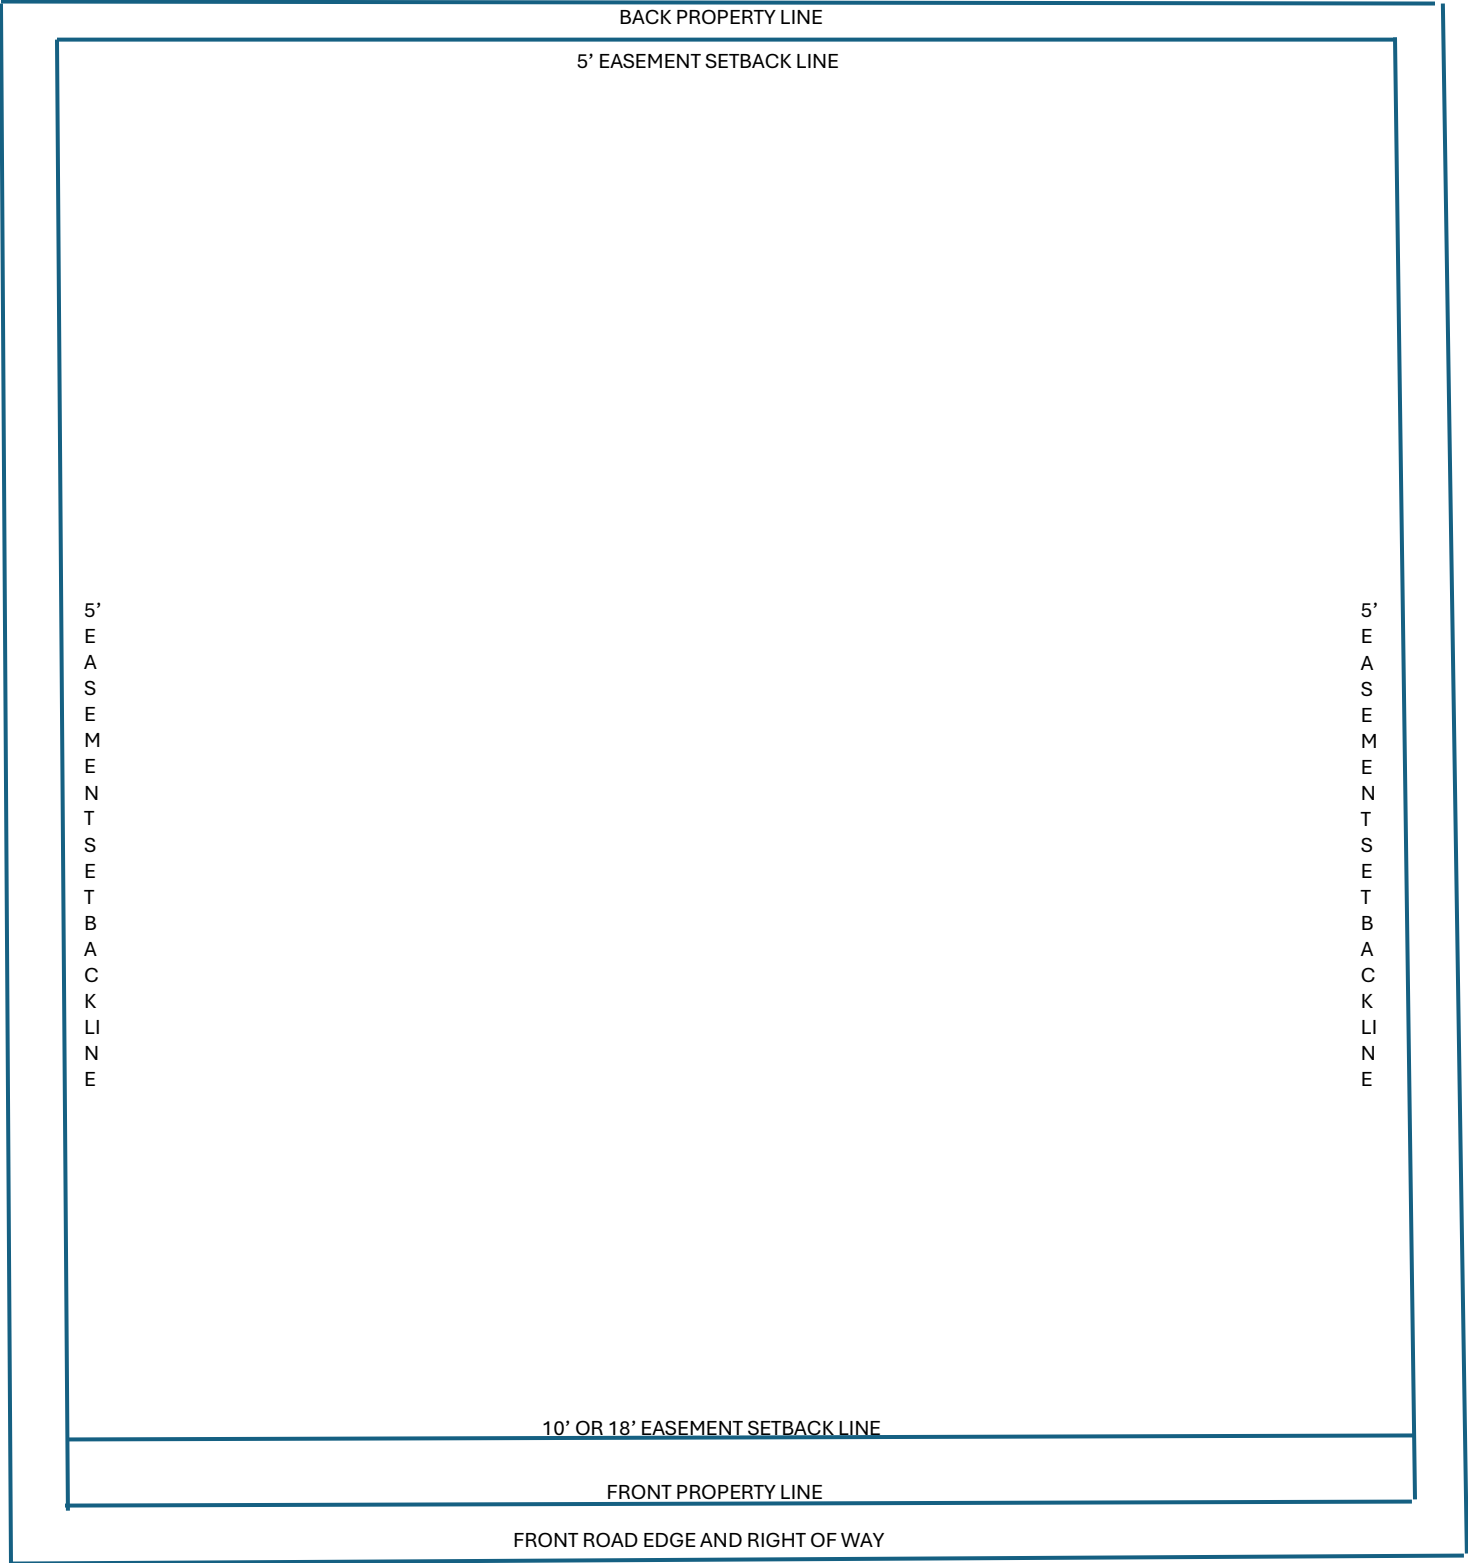 BACK PROPERTY LINE
5’ EASEMENT SETBACK LINE
5’
E
A
S
E
M
E
N
T
S
E
T
B
A
C
K
LI
N
E
5’
E
A
S
E
M
E
N
T
S
E
T
B
A
C
K
LI
N
E
10’ OR 18’ EASEMENT SETBACK LINE
FRONT PROPERTY LINE
FRONT ROAD EDGE AND RIGHT OF WAY